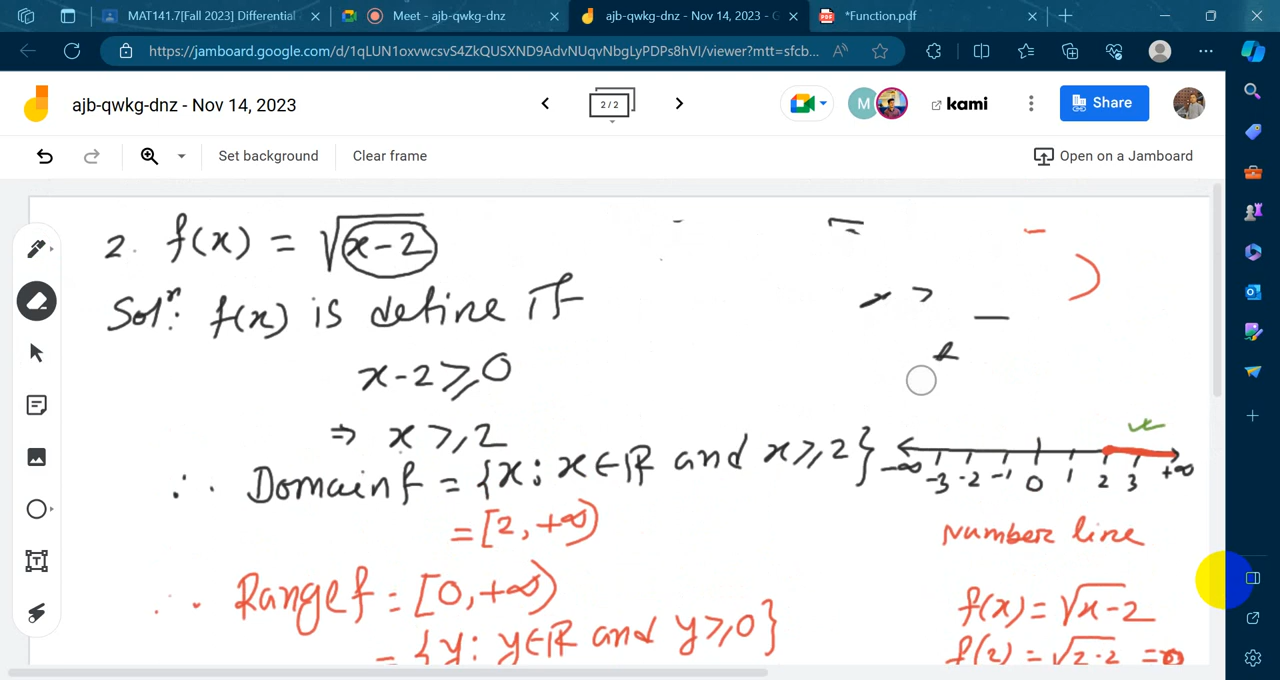 MAT141.7[Fall 2023] Differential
Meet - ajb-qwkg-dnz
ajb-qwkg-dnz - Nov 14, 2023 - G
*Function.pdf
https://jamboard.google.com/d/1qLUN1oxvwcsvS4ZkQUSXND9AdvNUqvNbgLyPDPs8hVI/viewer?mtt=sfcb...
ajb-qwkg-dnz - Nov 14, 2023
2/2
M
kami
Share
Set background
Clear frame
Open on a Jamboard
2. f(x) = √(x-2)
Solⁿ: f(x) is define if
x-2 ⩾ 0
⇒ x ⩾ 2
∴ Domain f = {x : x∈ℝ and x ⩾ 2}
-∞ -3 -2 -1 0 1 2 3 +∞
= [2, +∞)
Number line
∴ Range f = [0, +∞)
f(x) = √(x-2)
= {y : y∈ℝ and y ⩾ 0}
f(2) = √(2-2) = 0